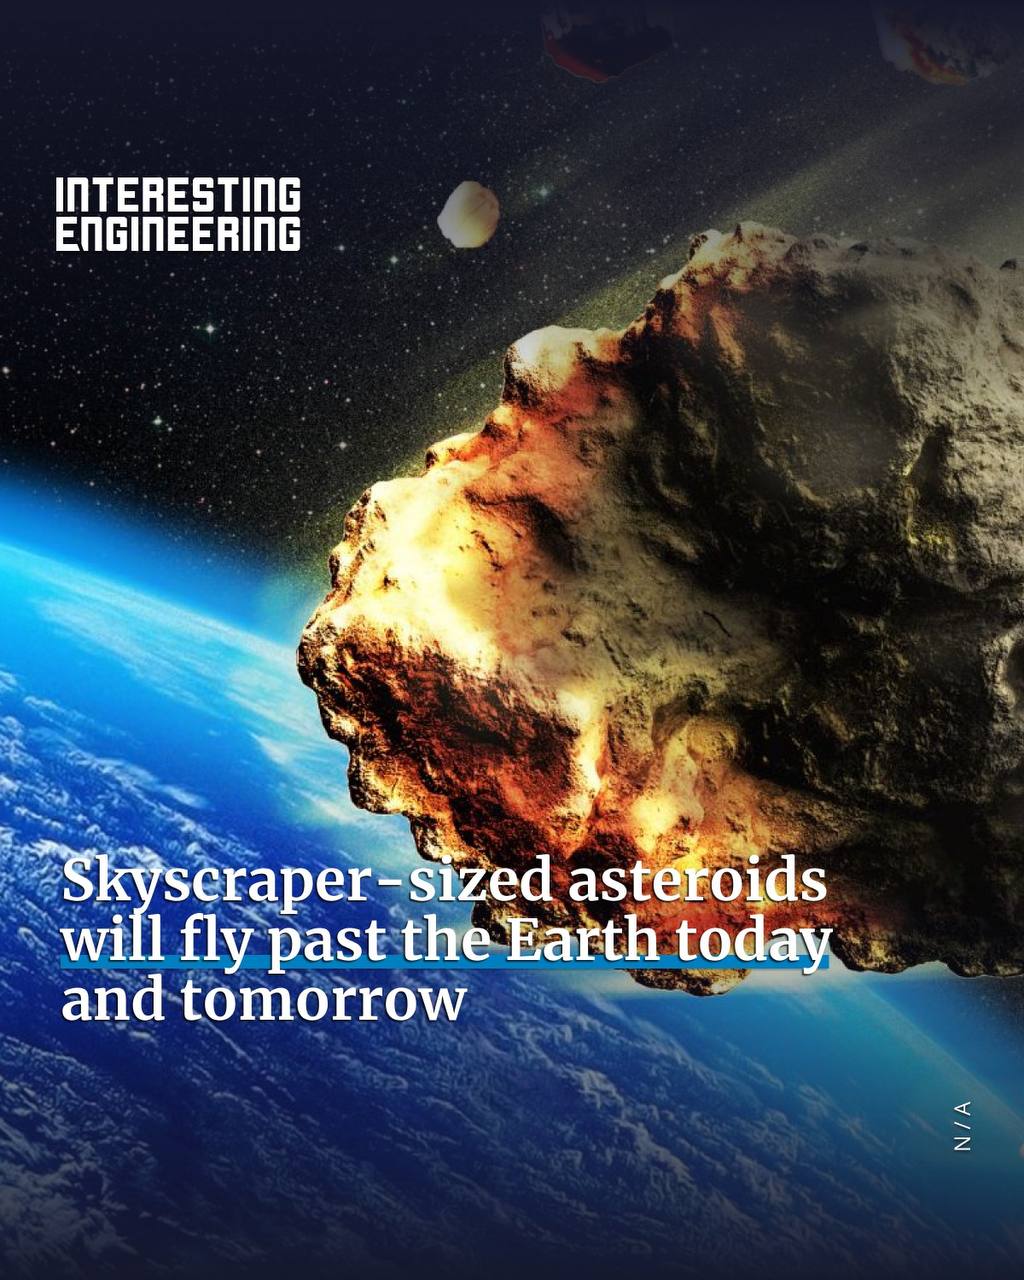 INTERESTING
ENGINEERING
Skyscraper-sized asteroids
will fly past the Earth today
and tomorrow
N/A